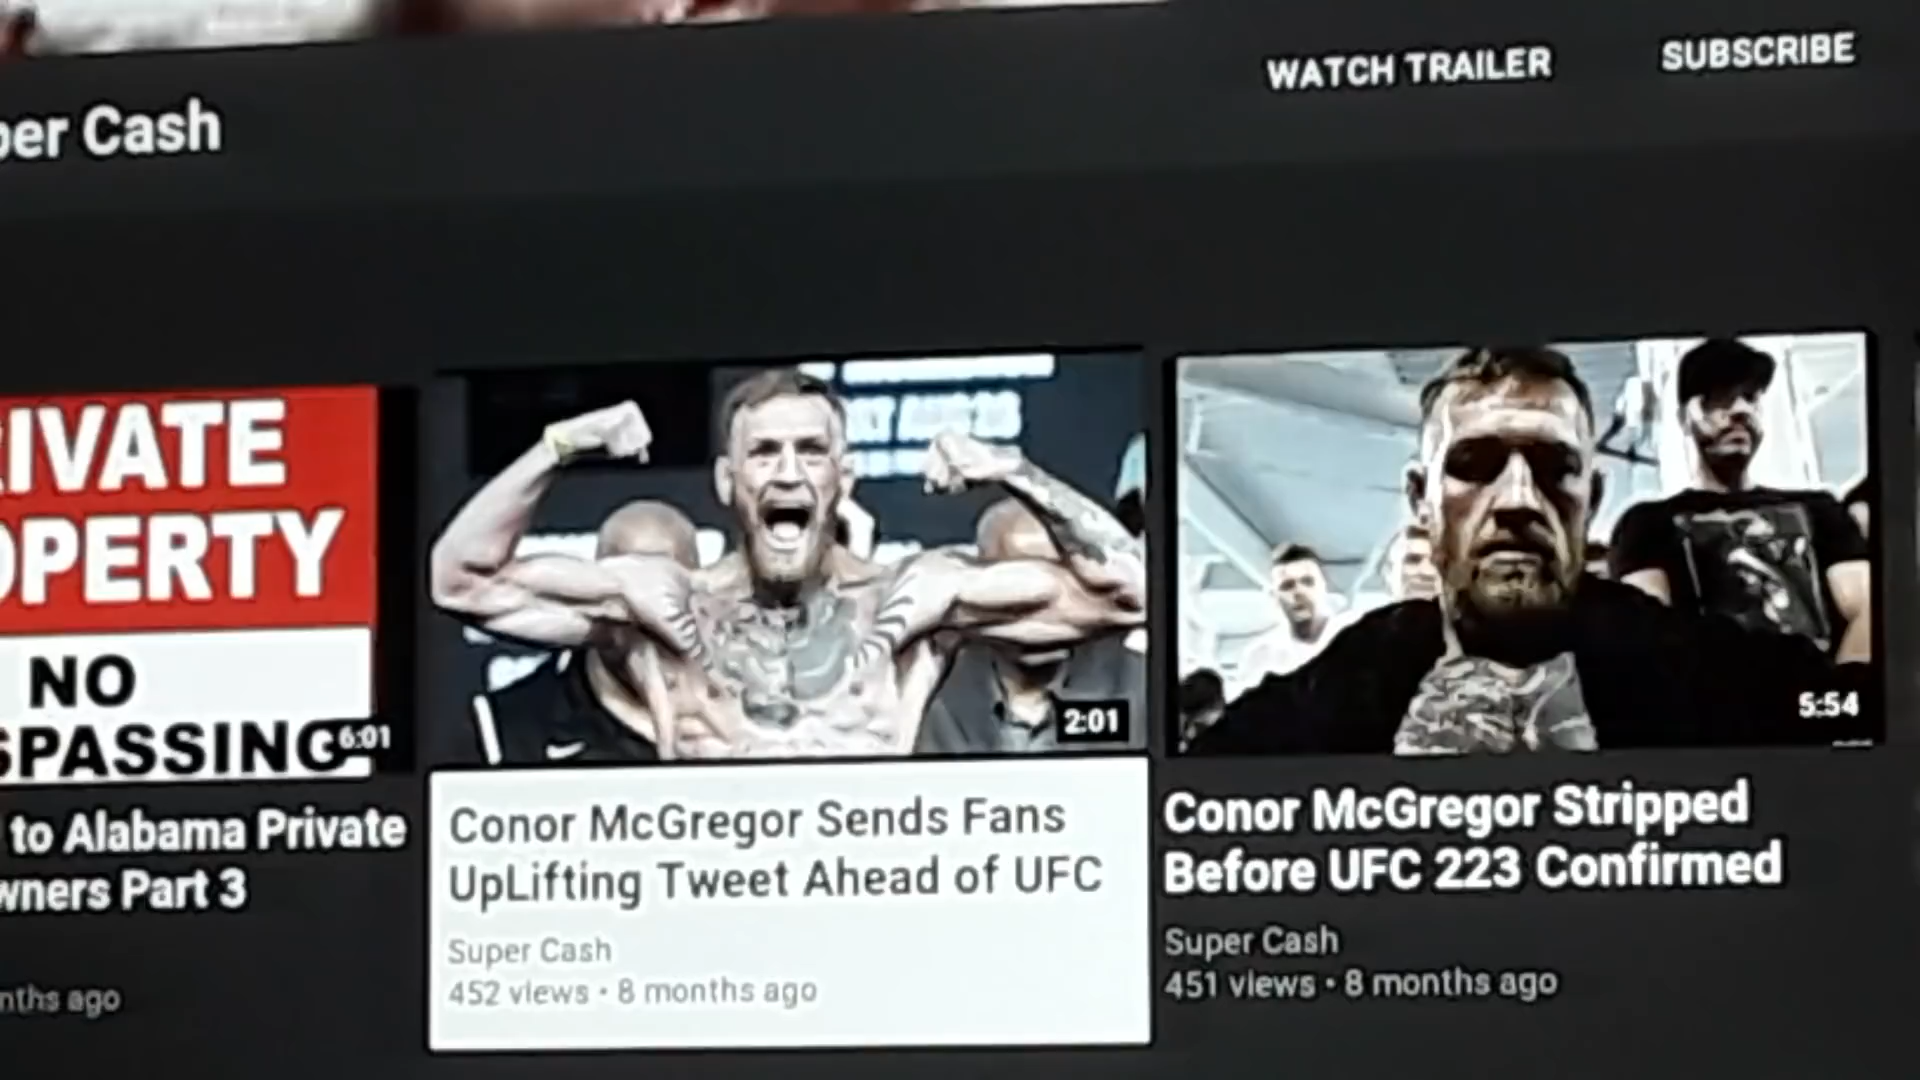 WATCH TRAILER
SUBSCRIBE
per Cash
IVATE
OPERTY
NO
SPASSING
6:01
2:01
5:54
to Alabama Private
wners Part 3
nths ago
Conor McGregor Sends Fans
UpLifting Tweet Ahead of UFC
Super Cash
452 views • 8 months ago
Conor McGregor Stripped
Before UFC 223 Confirmed
Super Cash
451 views • 8 months ago